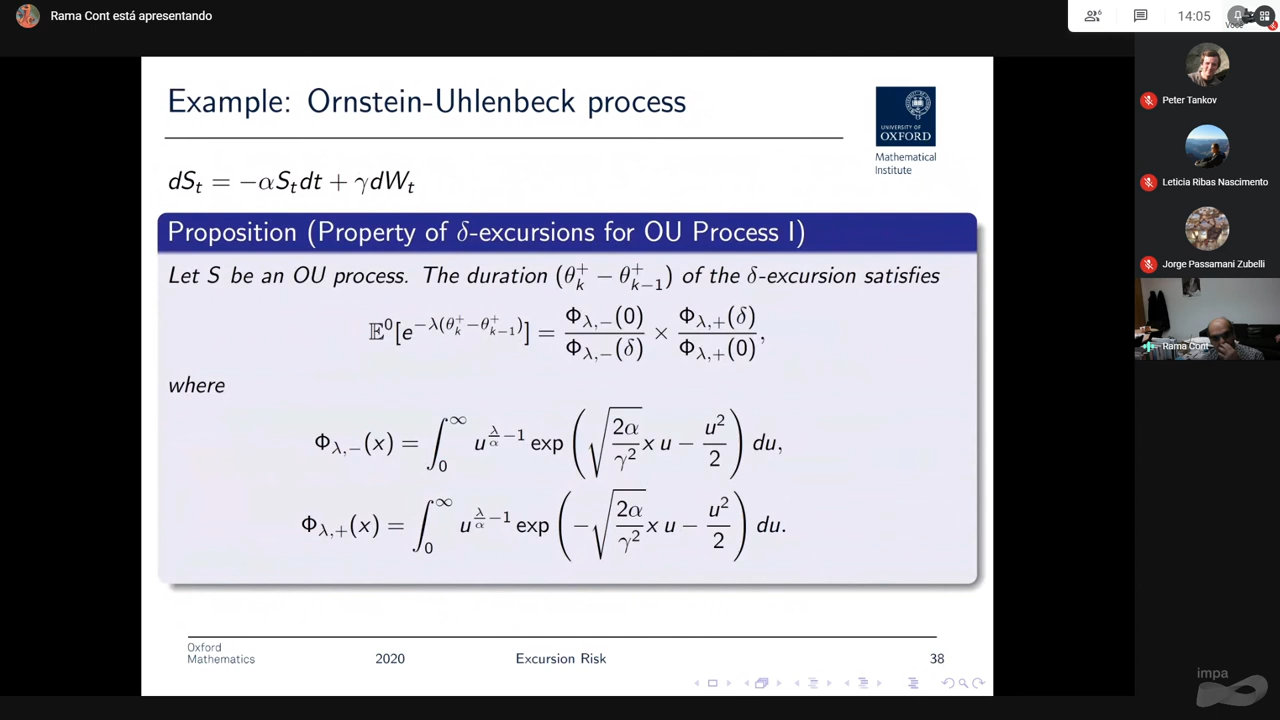 Rama Cont está apresentando
6
14:05
Você
Example: Ornstein-Uhlenbeck process
UNIVERSITY OF
OXFORD
Mathematical
Institute
dS_t = −αS_t dt + γdW_t
Proposition (Property of δ-excursions for OU Process I)
Let S be an OU process. The duration (θ_k^+ − θ_{k−1}^+) of the δ-excursion satisfies
𝔼^0[e^{−λ(θ_k^+−θ_{k−1}^+)}] = Φ_{λ,−}(0)/Φ_{λ,−}(δ) × Φ_{λ,+}(δ)/Φ_{λ,+}(0),
where
Φ_{λ,−}(x) = ∫_0^∞ u^{λ/α −1} exp (√(2α/γ²) x u − u²/2) du,
Φ_{λ,+}(x) = ∫_0^∞ u^{λ/α −1} exp (−√(2α/γ²) x u − u²/2) du.
Oxford
Mathematics
2020
Excursion Risk
38
Peter Tankov
Leticia Ribas Nascimento
Jorge Passamani Zubelli
Rama Cont
impa